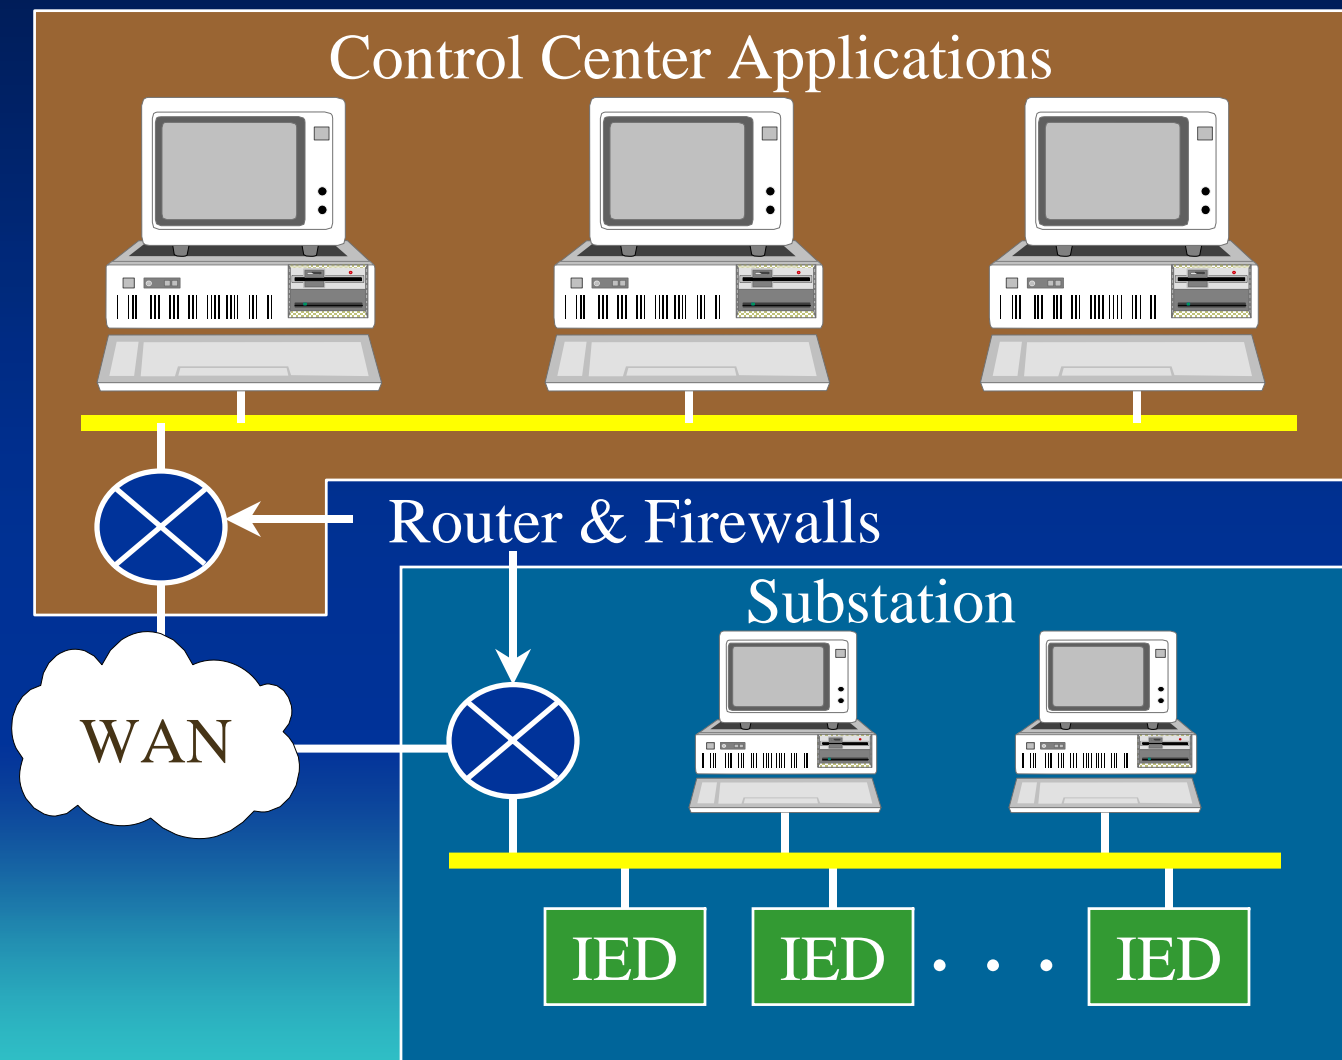 Control Center Applications
Router & Firewalls
Substation
WAN
IED
IED
. . .
IED